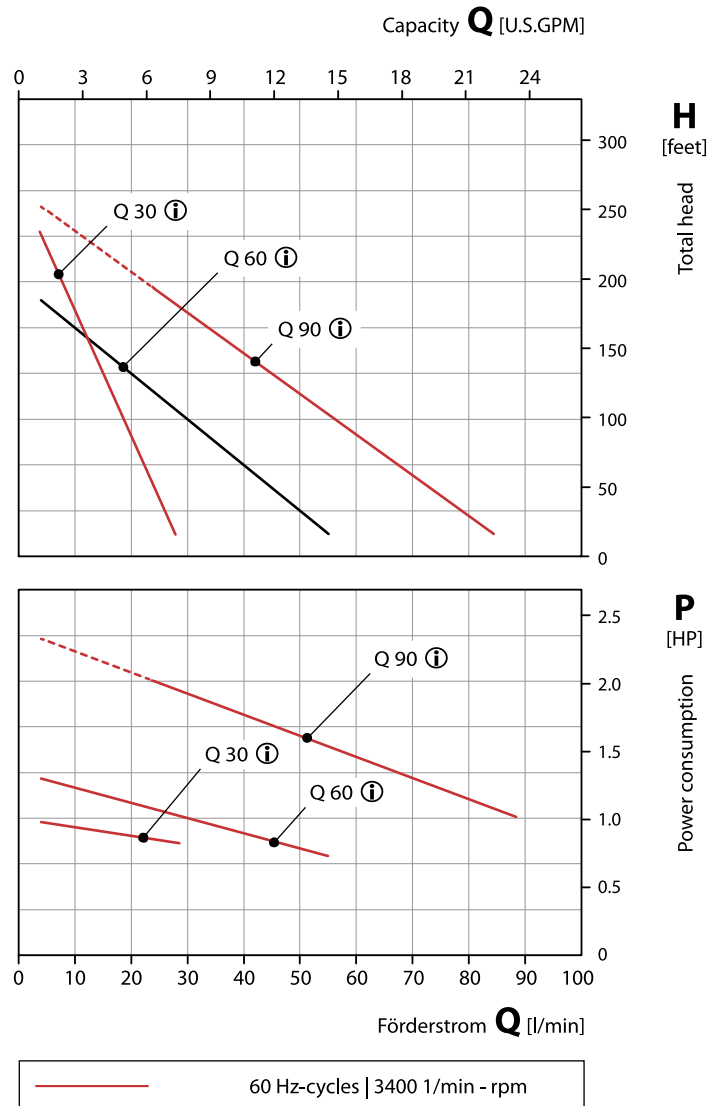 Capacity Q [U.S.GPM]
0 3 6 9 12 15 18 21 24
H
[feet]
Total head
300
250
200
150
100
50
0
Q 30 i
Q 60 i
Q 90 i
P
[HP]
Power consumption
2.5
2.0
1.5
1.0
0.5
0
Q 90 i
Q 30 i
Q 60 i
0 10 20 30 40 50 60 70 80 90 100
Förderstrom Q [l/min]
60 Hz-cycles | 3400 1/min - rpm